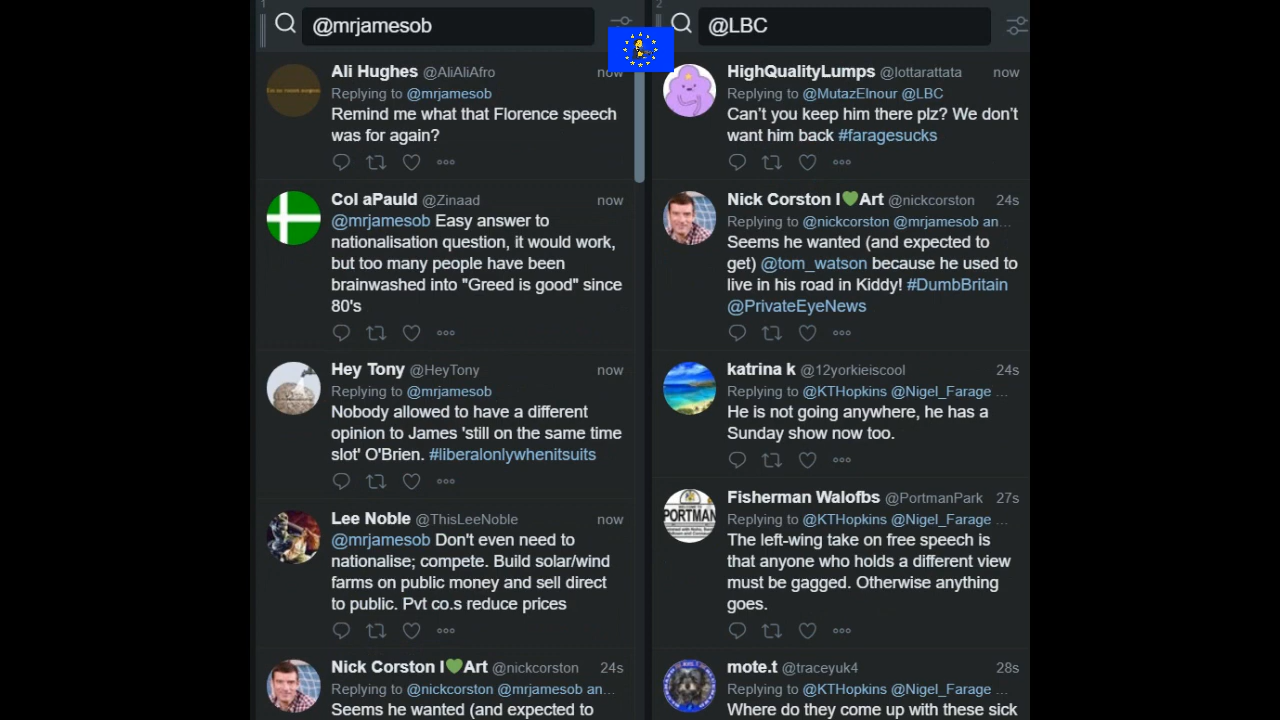 1
@mrjamesob
Ali Hughes @AliAliAfro now
Replying to @mrjamesob
Remind me what that Florence speech
was for again?
Col aPauld @Zinaad now
@mrjamesob Easy answer to
nationalisation question, it would work,
but too many people have been
brainwashed into "Greed is good" since
80's
Hey Tony @HeyTony now
Replying to @mrjamesob
Nobody allowed to have a different
opinion to James 'still on the same time
slot' O'Brien. #liberalonlywhenitsuits
Lee Noble @ThisLeeNoble now
@mrjamesob Don't even need to
nationalise; compete. Build solar/wind
farms on public money and sell direct
to public. Pvt co.s reduce prices
Nick Corston I💚Art @nickcorston 24s
Replying to @nickcorston @mrjamesob an...
Seems he wanted (and expected to
2
@LBC
HighQualityLumps @lottarattata now
Replying to @MutazElnour @LBC
Can't you keep him there plz? We don't
want him back #faragesucks
Nick Corston I💚Art @nickcorston 24s
Replying to @nickcorston @mrjamesob an...
Seems he wanted (and expected to
get) @tom_watson because he used to
live in his road in Kiddy! #DumbBritain
@PrivateEyeNews
katrina k @12yorkieiscool 24s
Replying to @KTHopkins @Nigel_Farage ...
He is not going anywhere, he has a
Sunday show now too.
PORTMAN
Fisherman Walofbs @PortmanPark 27s
Replying to @KTHopkins @Nigel_Farage ...
The left-wing take on free speech is
that anyone who holds a different view
must be gagged. Otherwise anything
goes.
mote.t @traceyuk4 28s
Replying to @KTHopkins @Nigel_Farage ...
Where do they come up with these sick